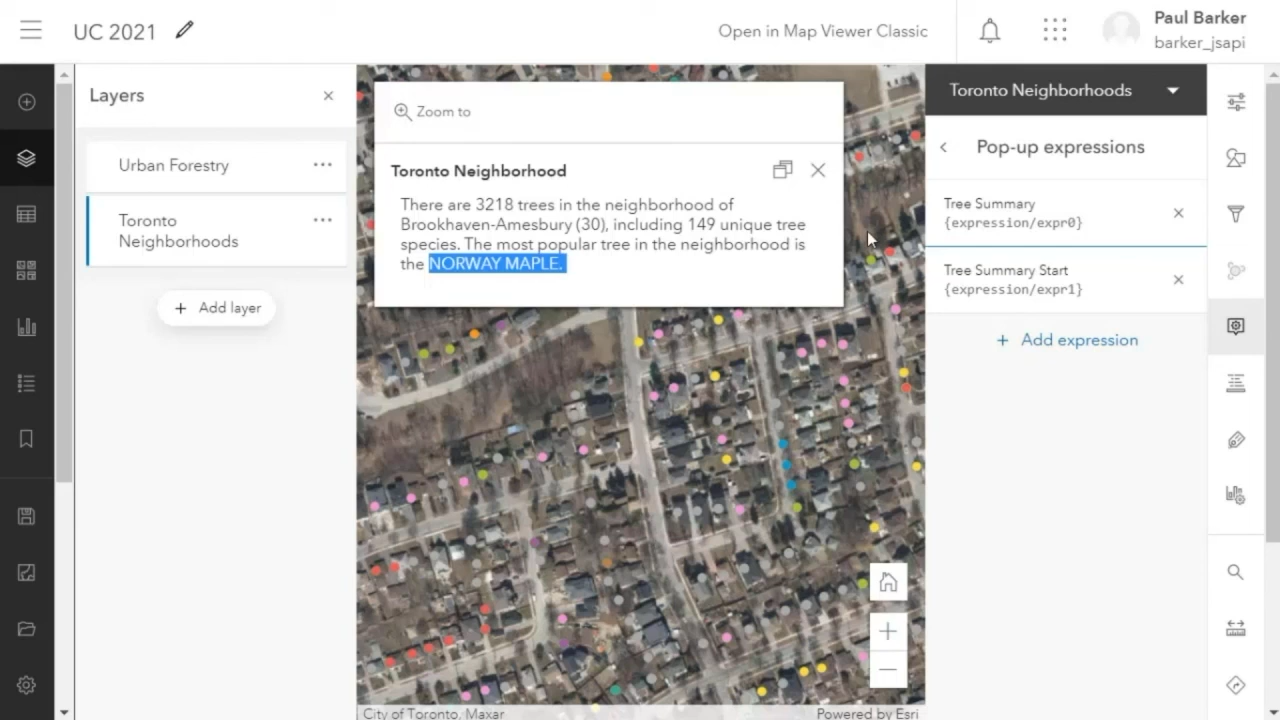 UC 2021
Open in Map Viewer Classic
Paul Barker
barker_jsapi
Layers
Urban Forestry
Toronto
Neighborhoods
Add layer
Zoom to
Toronto Neighborhood
There are 3218 trees in the neighborhood of
Brookhaven-Amesbury (30), including 149 unique tree
species. The most popular tree in the neighborhood is
the NORWAY MAPLE.
City of Toronto, Maxar
Powered by Esri
Toronto Neighborhoods
Pop-up expressions
Tree Summary
{expression/expr0}
Tree Summary Start
{expression/expr1}
+ Add expression